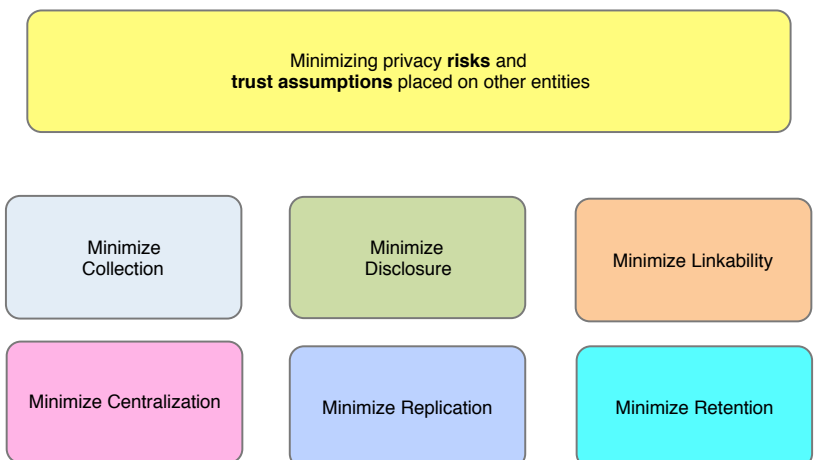 Minimizing privacy risks and
trust assumptions placed on other entities
Minimize
Collection
Minimize
Disclosure
Minimize Linkability
Minimize Centralization
Minimize Replication
Minimize Retention